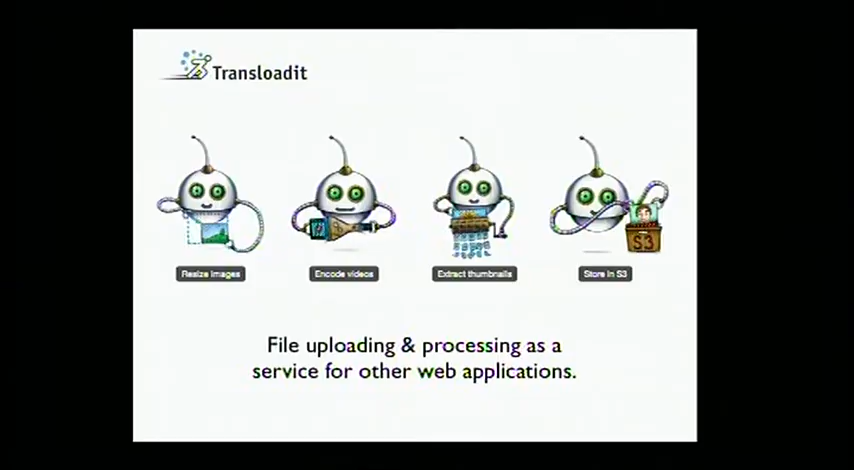 Transloadit
Resize images
Encode videos
Extract thumbnails
Store in S3
S3
File uploading & processing as a
service for other web applications.